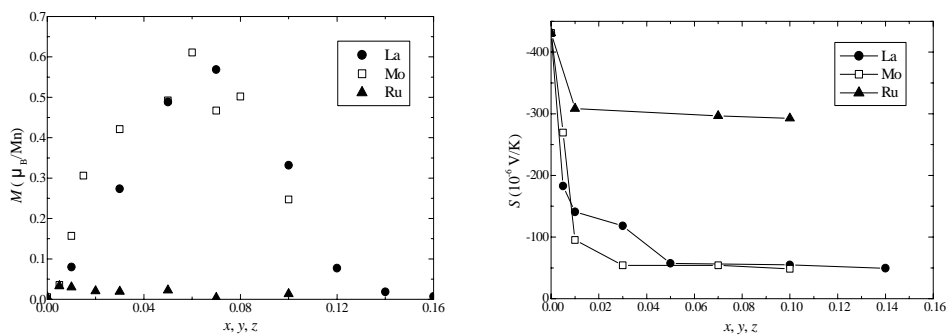 0.7
0.6
0.5
0.4
0.3
0.2
0.1
0.0
0.00 0.04 0.08 0.12 0.16
x, y, z
M ( μ B/Mn)
La
Mo
Ru
-400
-300
-200
-100
0
0.00 0.02 0.04 0.06 0.08 0.10 0.12 0.14 0.16
x, y, z
S (10-6 V/K)
La
Mo
Ru